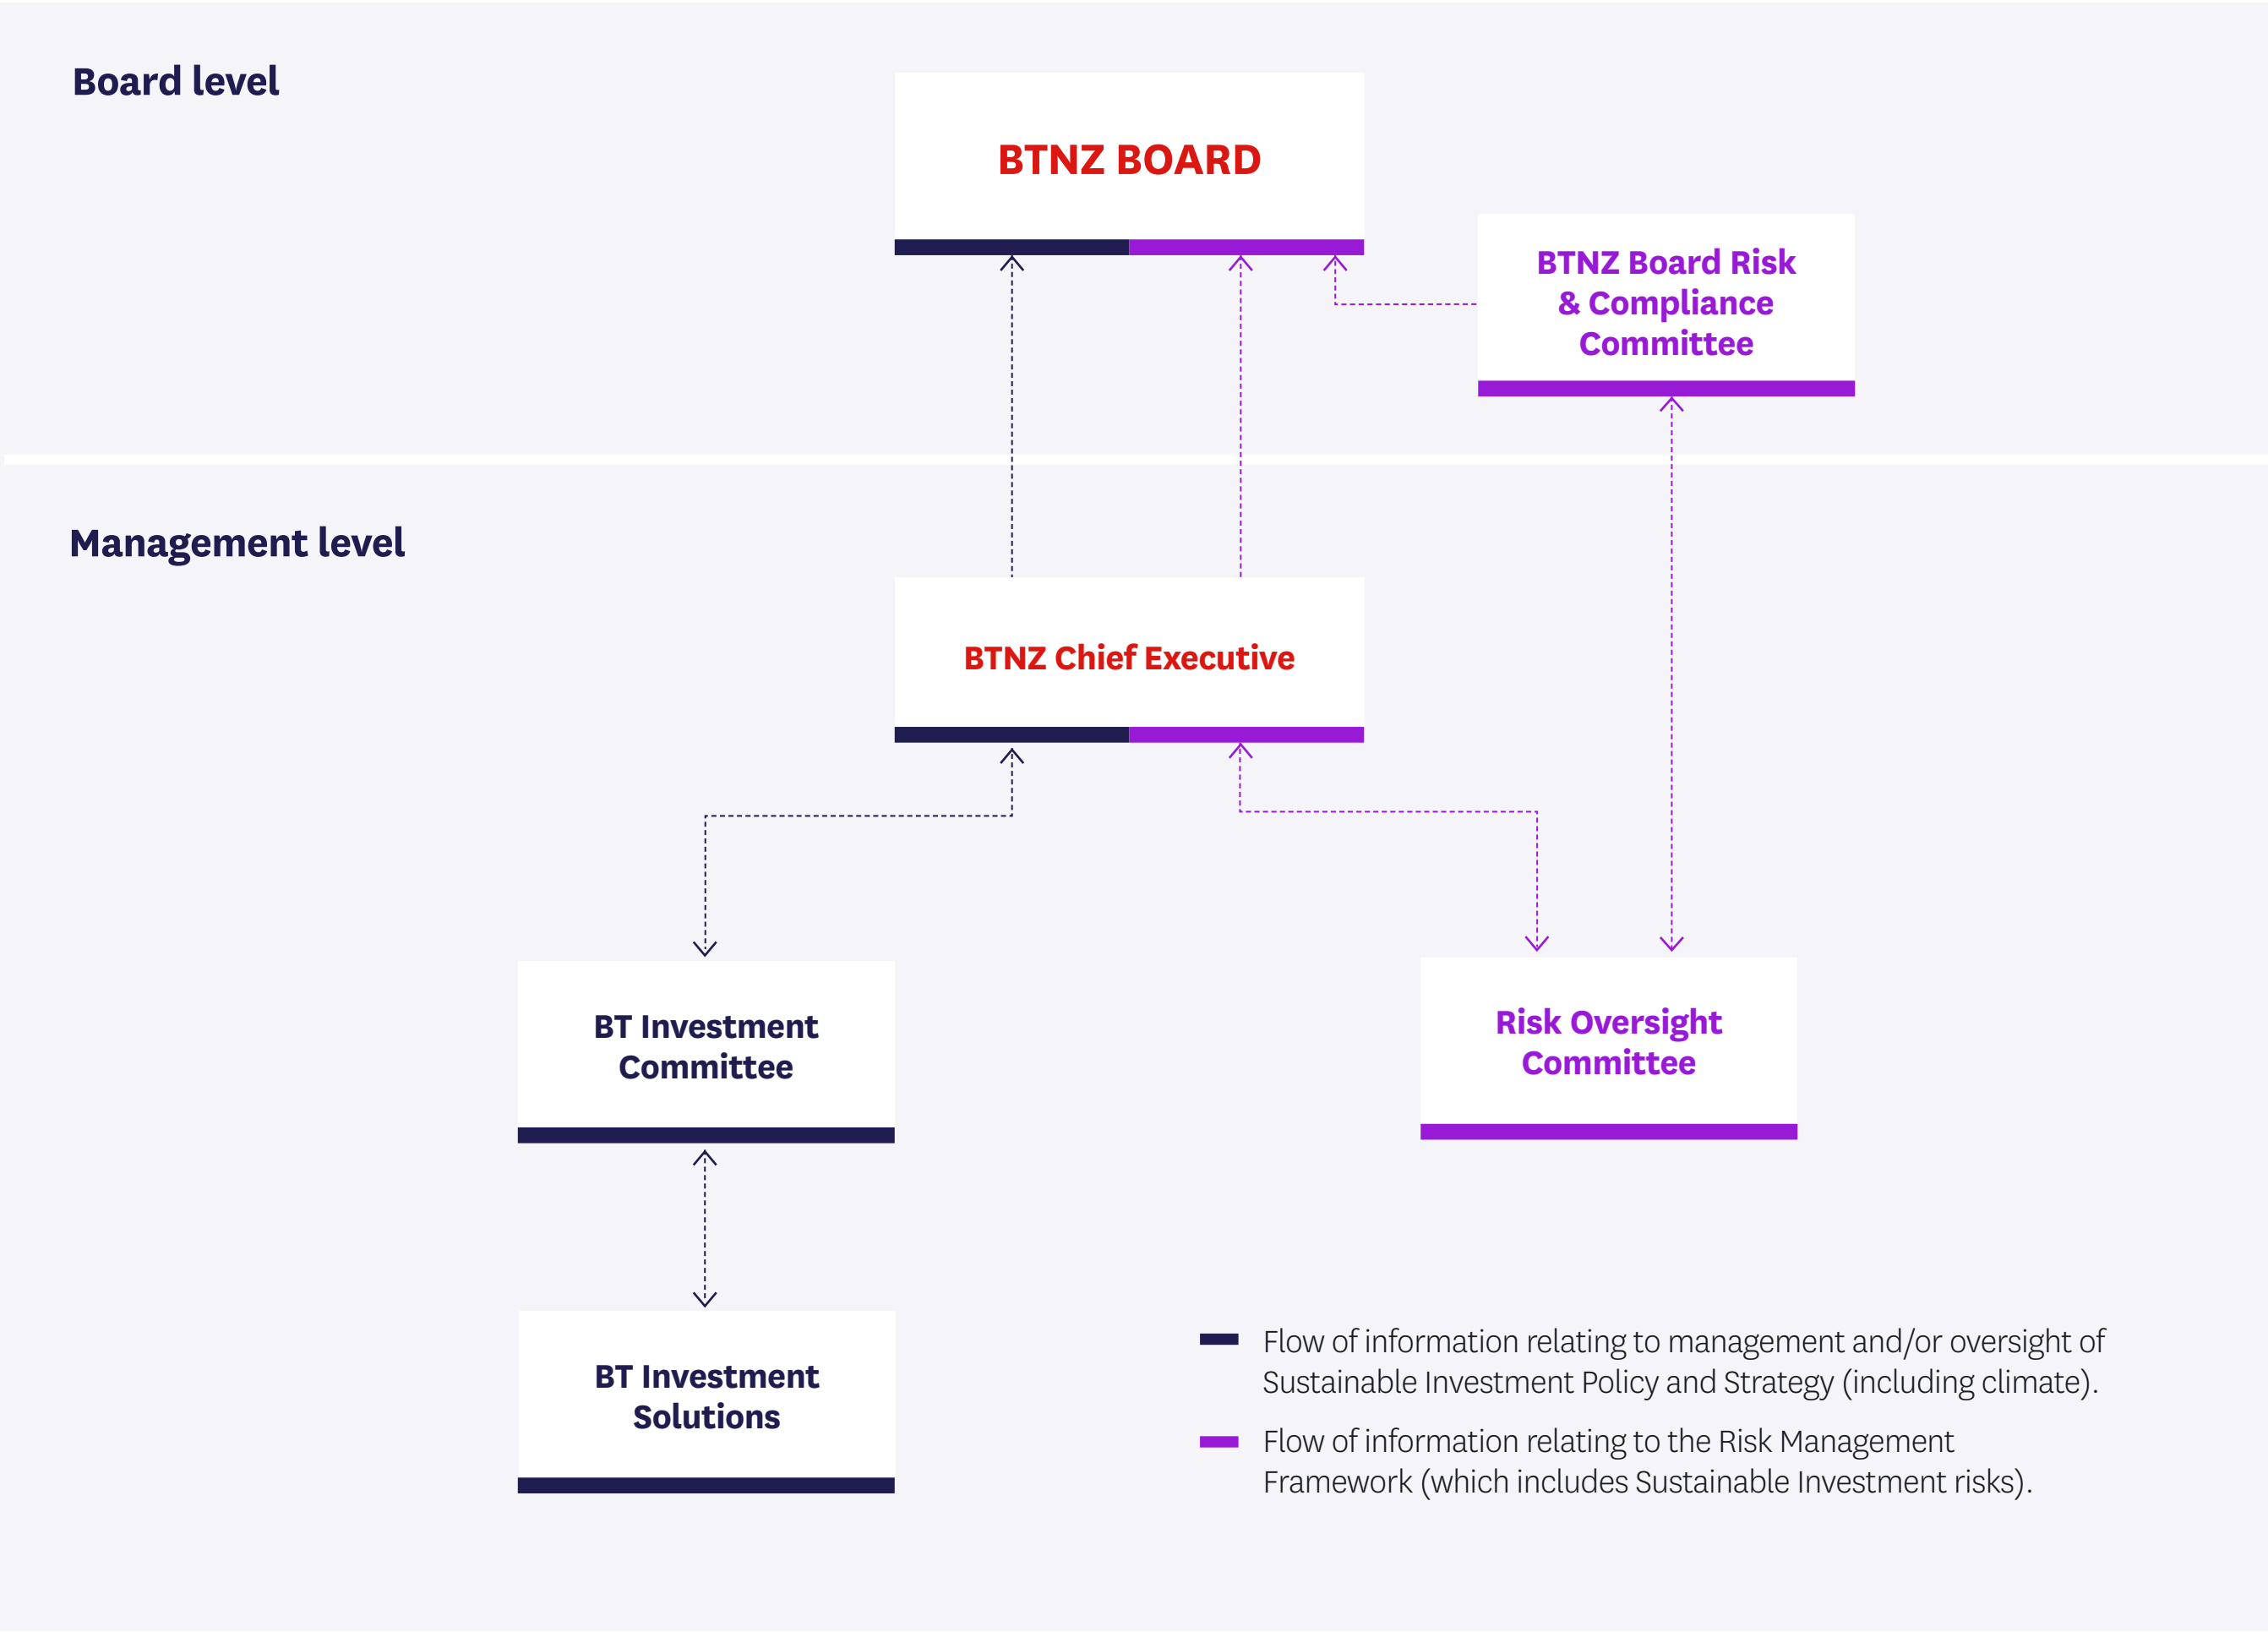 Board level
BTNZ BOARD
BTNZ Board Risk
& Compliance
Committee
Management level
BTNZ Chief Executive
BT Investment
Committee
Risk Oversight
Committee
BT Investment
Solutions
Flow of information relating to management and/or oversight of
Sustainable Investment Policy and Strategy (including climate).
Flow of information relating to the Risk Management
Framework (which includes Sustainable Investment risks).